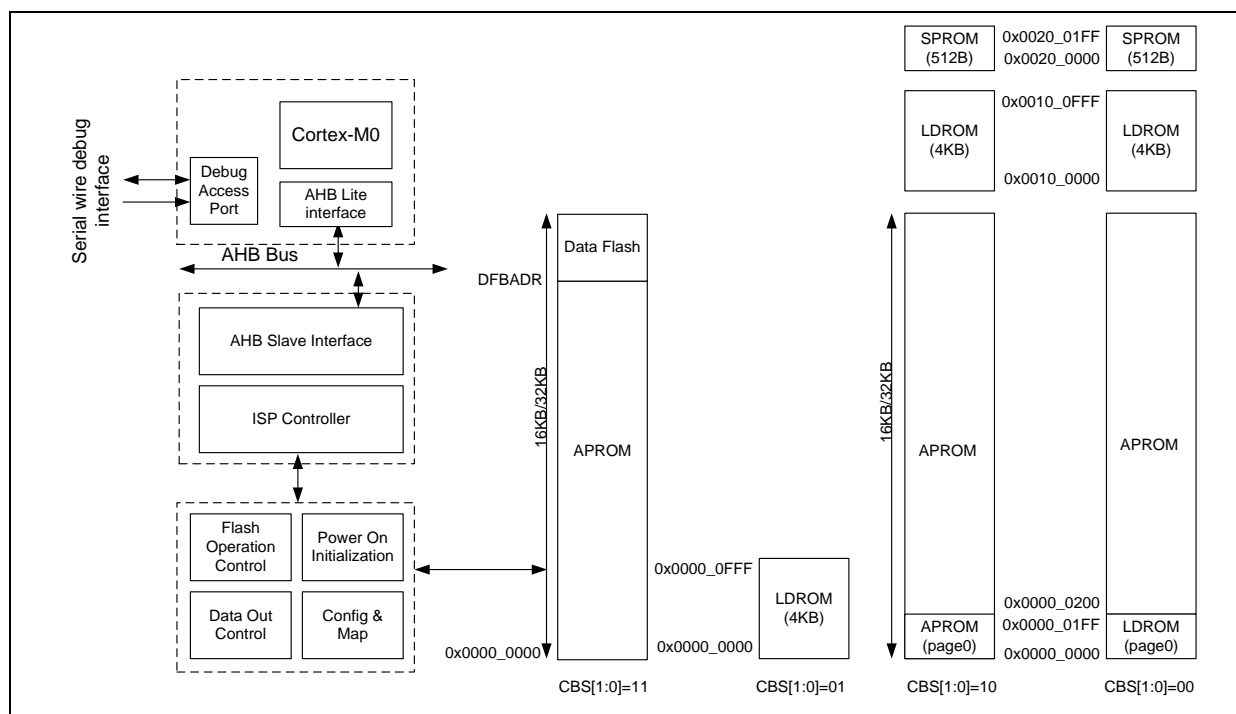 Serial wire debug
interface
Cortex-M0
Debug
Access
Port
AHB Lite
interface
AHB Bus
AHB Slave Interface
ISP Controller
Flash
Operation
Control
Power On
Initialization
Data Out
Control
Config &
Map
Data Flash
DFBADR
16KB/32KB
APROM
0x0000_0000
CBS[1:0]=11
0x0000_0FFF
LDROM
(4KB)
0x0000_0000
CBS[1:0]=01
SPROM
(512B)
0x0020_01FF
0x0020_0000
SPROM
(512B)
LDROM
(4KB)
0x0010_0FFF
0x0010_0000
LDROM
(4KB)
16KB/32KB
APROM
APROM
0x0000_0200
APROM
(page0)
0x0000_01FF
0x0000_0000
LDROM
(page0)
CBS[1:0]=10
CBS[1:0]=00